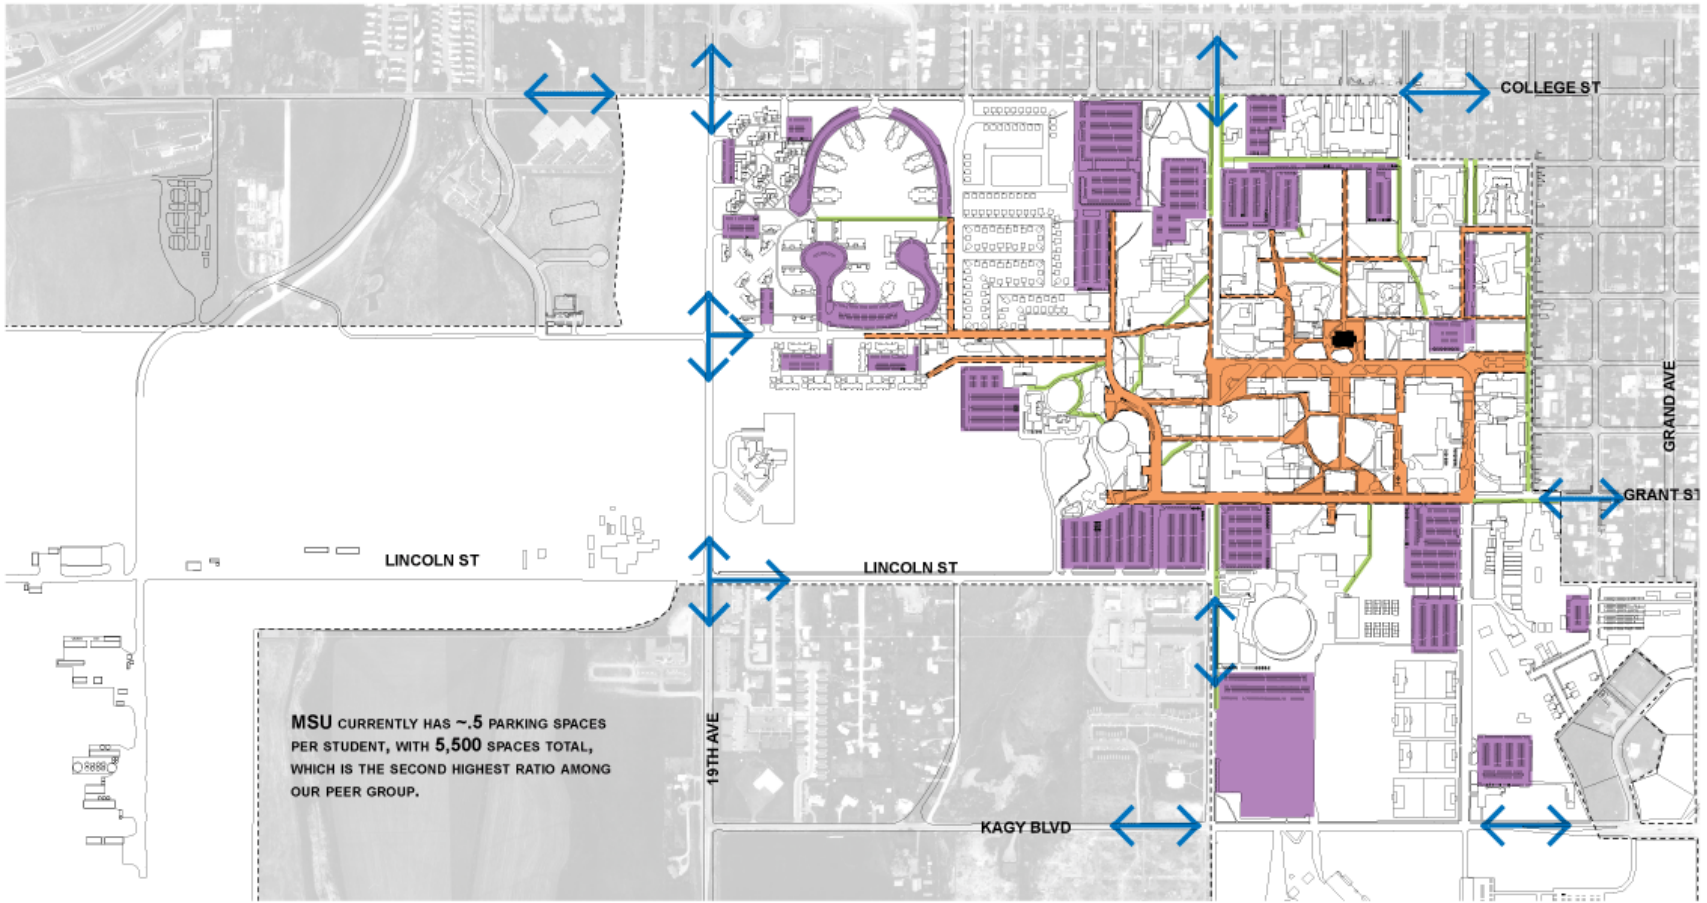 COLLEGE ST
GRAND AVE
GRANT ST
LINCOLN ST
LINCOLN ST
19TH AVE
MSU CURRENTLY HAS ~.5 PARKING SPACES
PER STUDENT, WITH 5,500 SPACES TOTAL,
WHICH IS THE SECOND HIGHEST RATIO AMONG
OUR PEER GROUP.
KAGY BLVD